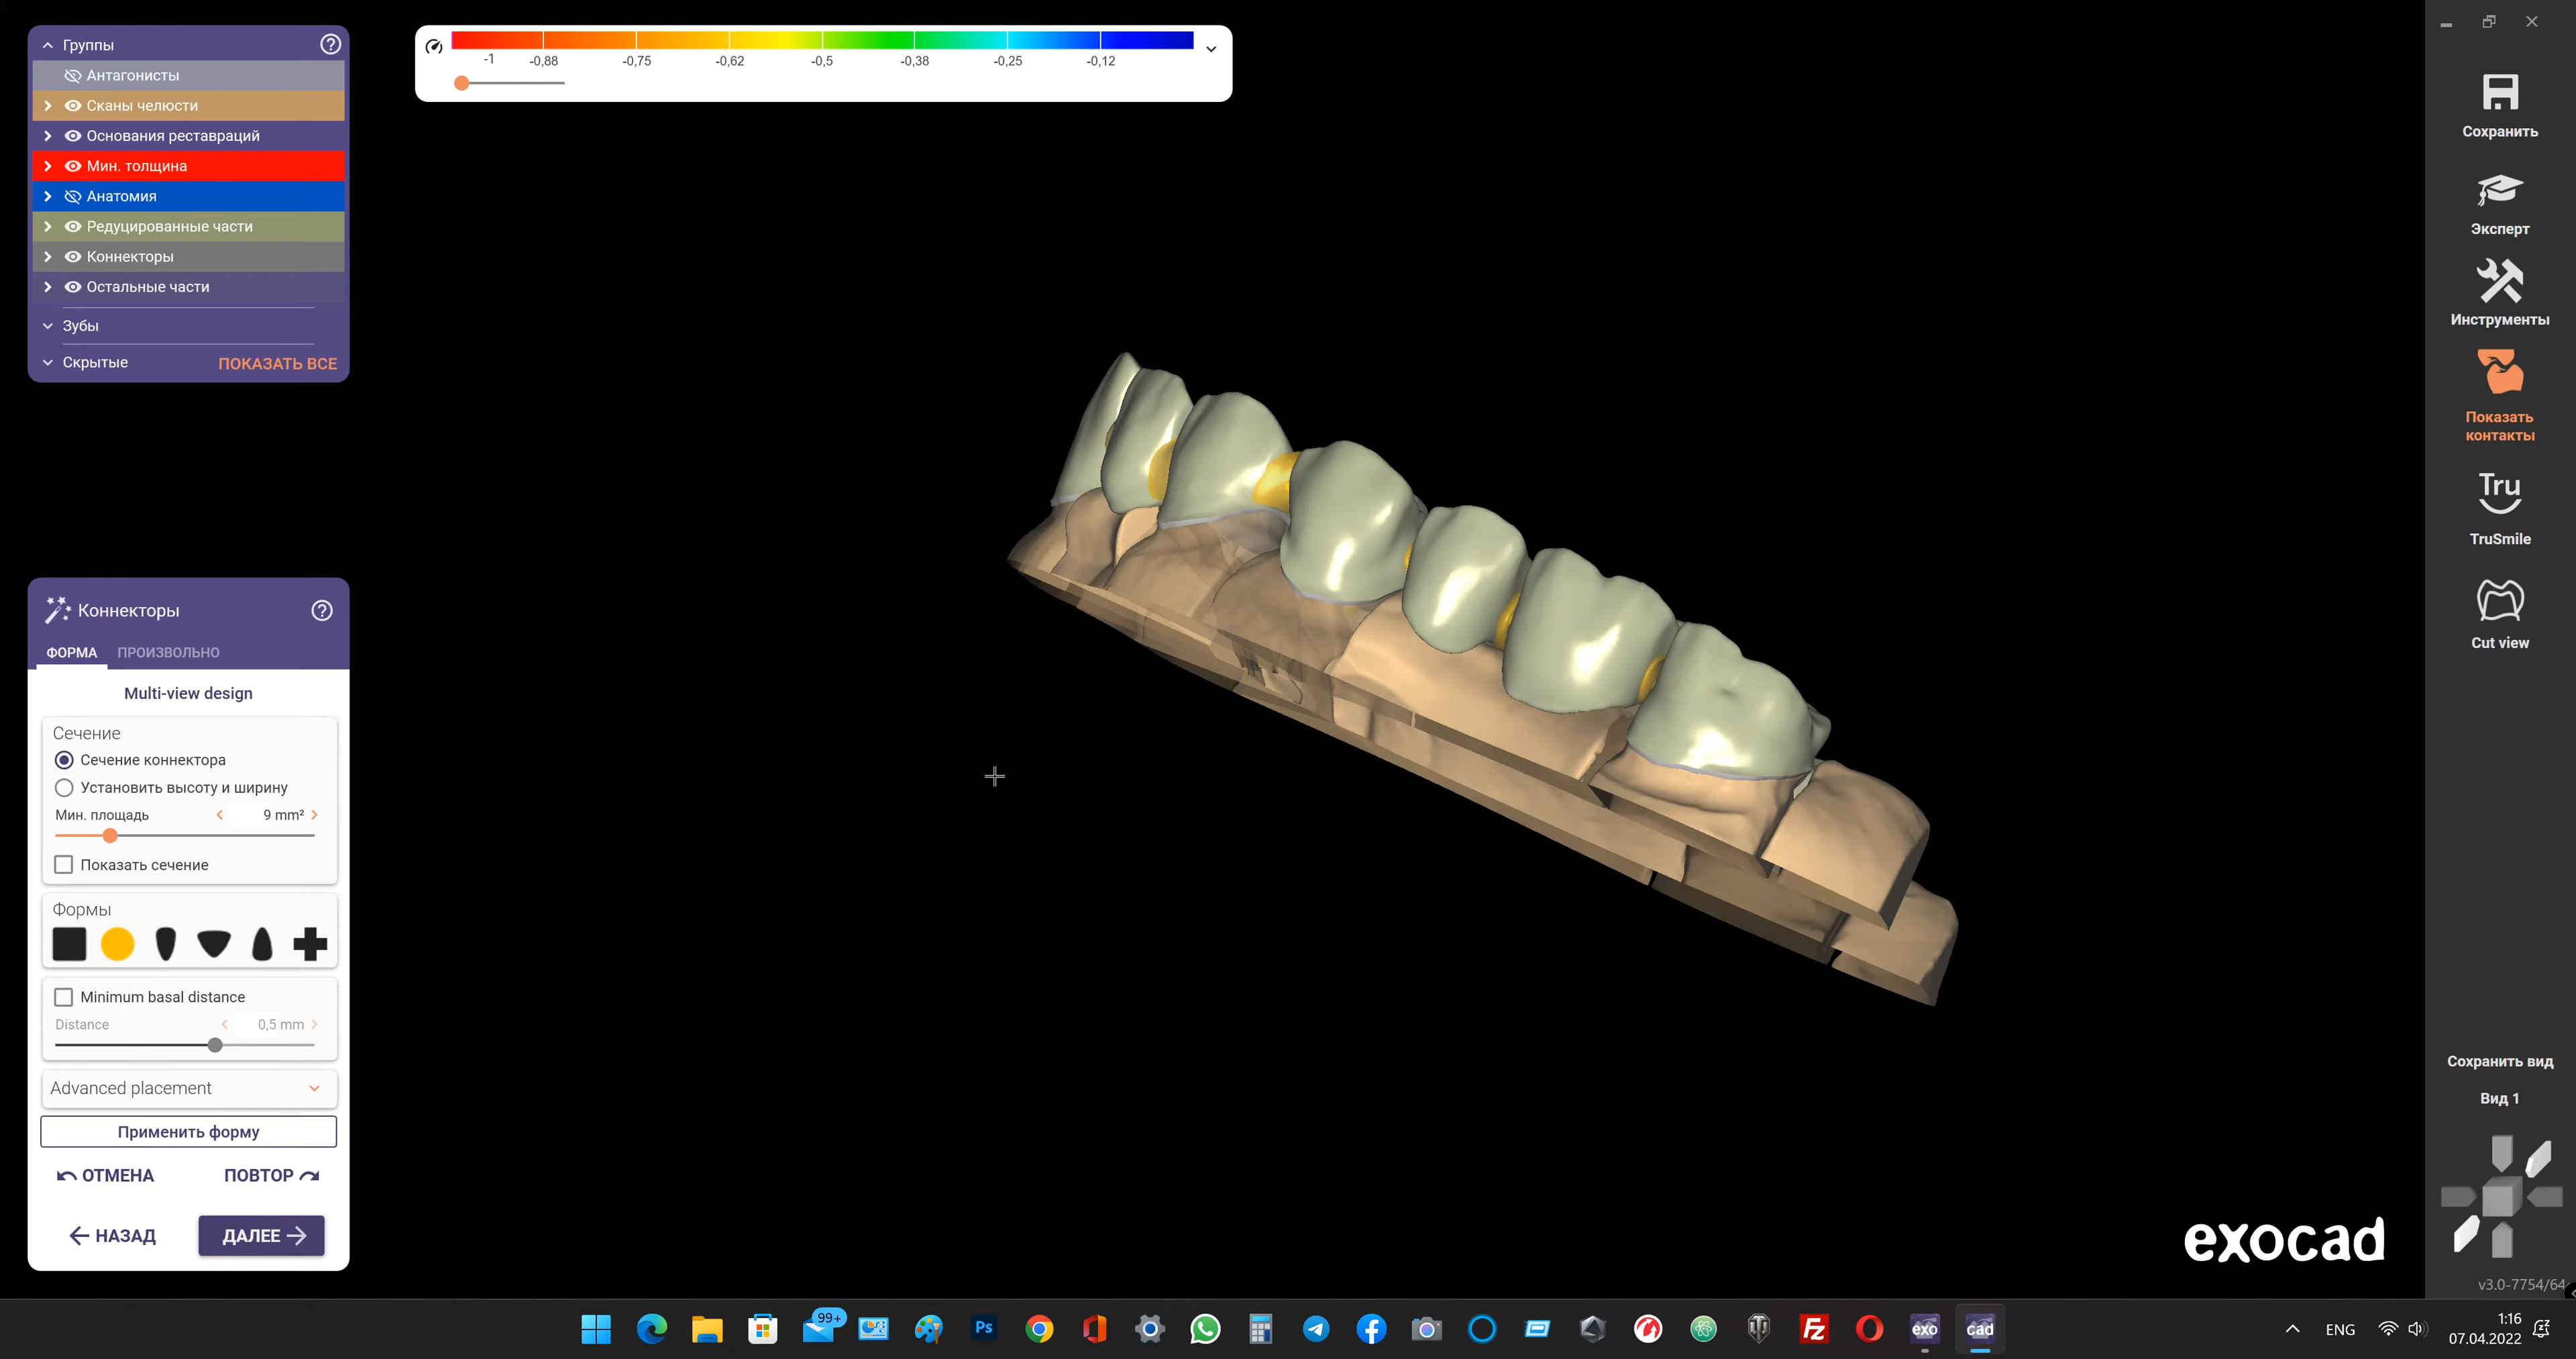 Группы
Антагонисты
Сканы челюсти
Основания реставраций
Мин. толщина
Анатомия
Редуцированные части
Коннекторы
Остальные части
Зубы
Скрытые ПОКАЗАТЬ ВСЕ
-1 -0,88 -0,75 -0,62 -0,5 -0,38 -0,25 -0,12
Сохранить
Эксперт
Инструменты
Показать
контакты
Tru
TruSmile
Cut view
Коннекторы
ФОРМА ПРОИЗВОЛЬНО
Multi-view design
Сечение
Сечение коннектора
Установить высоту и ширину
Мин. площадь 9 mm²
Показать сечение
Формы
Minimum basal distance
Distance 0,5 mm
Advanced placement
Применить форму
ОТМЕНА ПОВТОР
НАЗАД ДАЛЕЕ
Сохранить вид
Вид 1
exocad
v3.0-7754/64
99+
Ps
Fz
exo
cad
ENG
1:16
07.04.2022